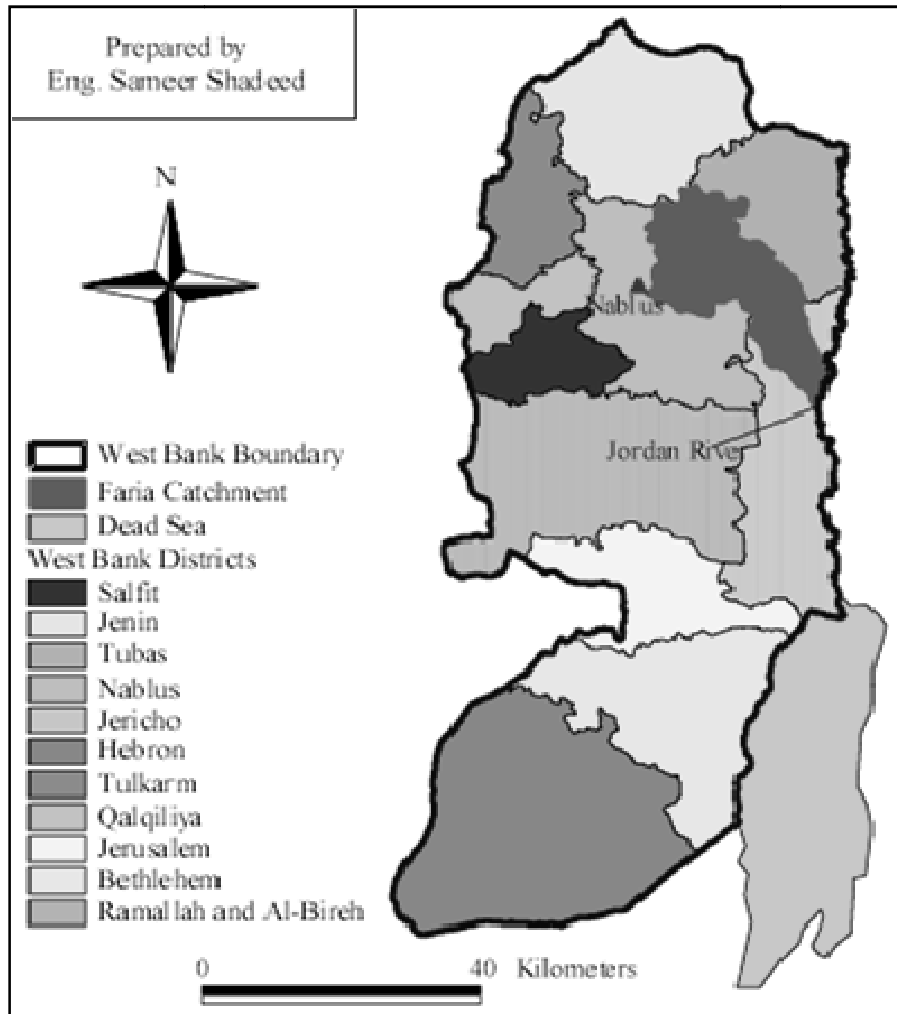 Prepared by
Eng. Sameer Shadeed
N
Nablus
Jordan River
West Bank Boundary
Faria Catchment
Dead Sea
West Bank Districts
Salfit
Jenin
Tubas
Nablus
Jericho
Hebron
Tulkarm
Qalqiliya
Jerusalem
Bethlehem
Ramallah and Al-Bireh
0 40 Kilometers